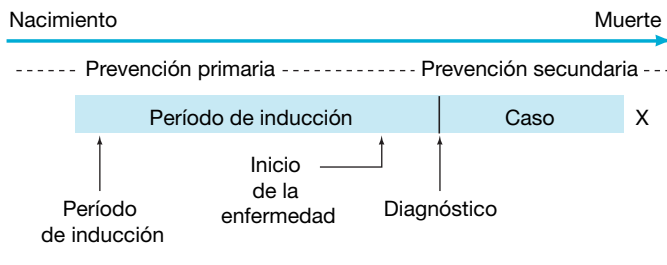 Nacimiento Muerte
Prevención primaria Prevención secundaria
Período de inducción Caso X
Inicio
de la
enfermedad
Período
de inducción
Diagnóstico